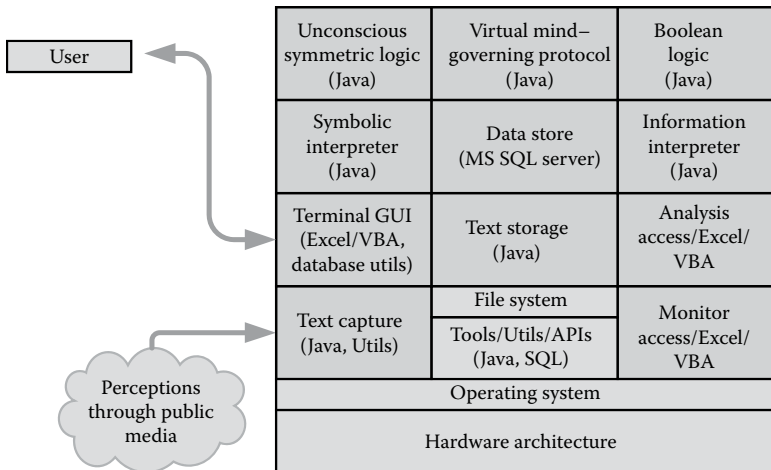 User
Unconscious
symmetric logic
(Java)
Virtual mind–
governing protocol
(Java)
Boolean
logic
(Java)
Symbolic
interpreter
(Java)
Data store
(MS SQL server)
Information
interpreter
(Java)
Terminal GUI
(Excel/VBA,
database utils)
Text storage
(Java)
Analysis
access/Excel/
VBA
Text capture
(Java, Utils)
File system
Tools/Utils/APIs
(Java, SQL)
Monitor
access/Excel/
VBA
Perceptions
through public
media
Operating system
Hardware architecture